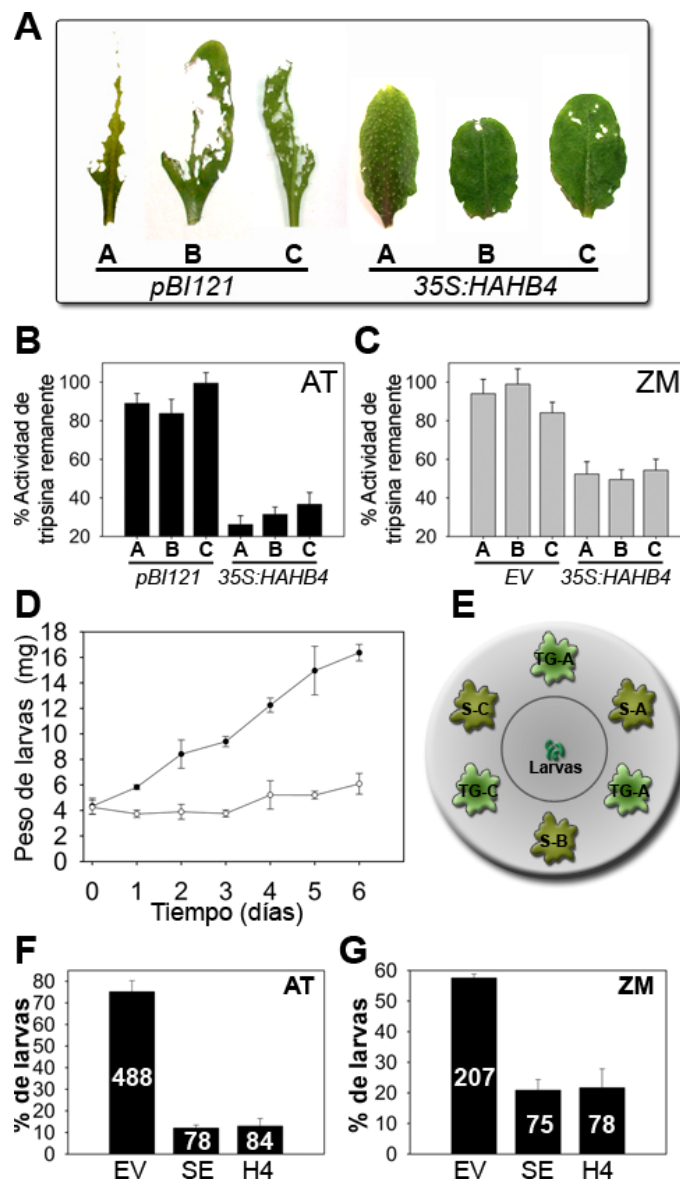 A
A B C A B C
pBI121 35S:HAHB4
B
AT
% Actividad de
tripsina remanente
100
80
60
40
20
A B C A B C
pBI121 35S:HAHB4
C
ZM
% Actividad de
tripsina remanente
100
80
60
40
20
A B C A B C
EV 35S:HAHB4
D
Peso de larvas (mg)
18
16
14
12
10
8
6
4
2
0
0 1 2 3 4 5 6
Tiempo (días)
E
TG-A
S-C
S-A
Larvas
TG-C
TG-A
S-B
F
AT
% de larvas
80
70
60
50
40
30
20
10
0
488
78
84
EV SE H4
G
ZM
% de larvas
60
50
40
30
20
10
0
207
75
78
EV SE H4